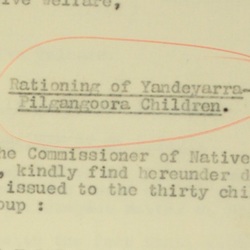 ive welfare,
Rationing of Yandeyarra-
Pilgangoora Children.
he Commissioner of Native
, kindly find hereunder d
issued to the thirty chi
oup :